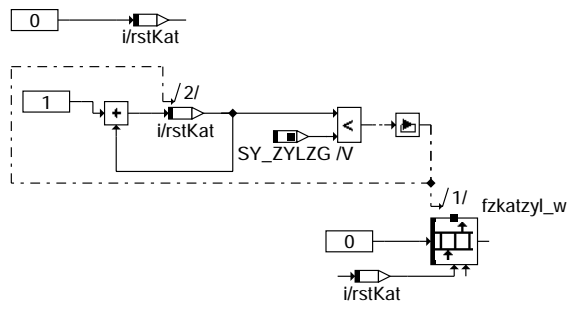 0
i/rstKat
1
+
2/
i/rstKat
<
SY_ZYLZG /V
1/
fzkatzyl_w
0
i/rstKat